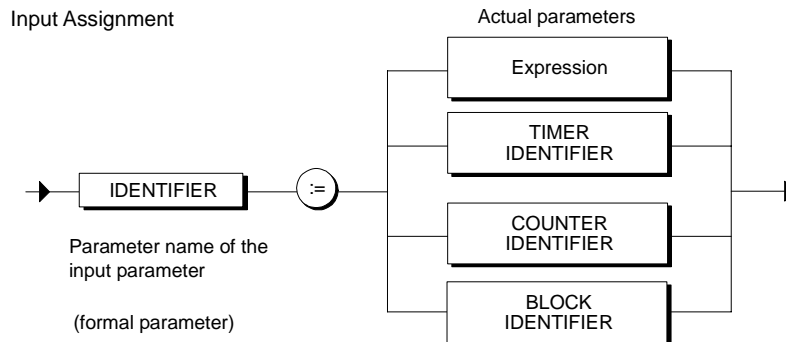 Input Assignment
Actual parameters
Expression
TIMER
IDENTIFIER
IDENTIFIER
:=
COUNTER
IDENTIFIER
Parameter name of the
input parameter
BLOCK
IDENTIFIER
(formal parameter)